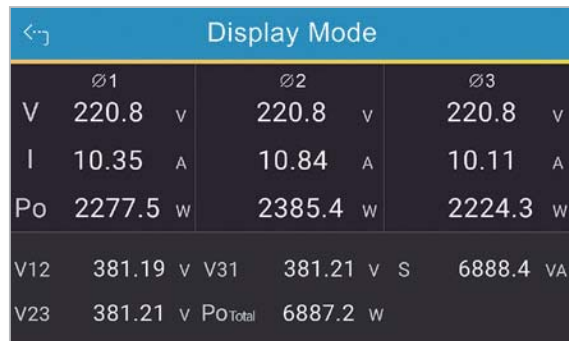 Display Mode
Ø1 Ø2 Ø3
V 220.8 V 220.8 V 220.8 V
I 10.35 A 10.84 A 10.11 A
Po 2277.5 W 2385.4 W 2224.3 W
V12 381.19 V V31 381.21 V S 6888.4 VA
V23 381.21 V PoTotal 6887.2 W